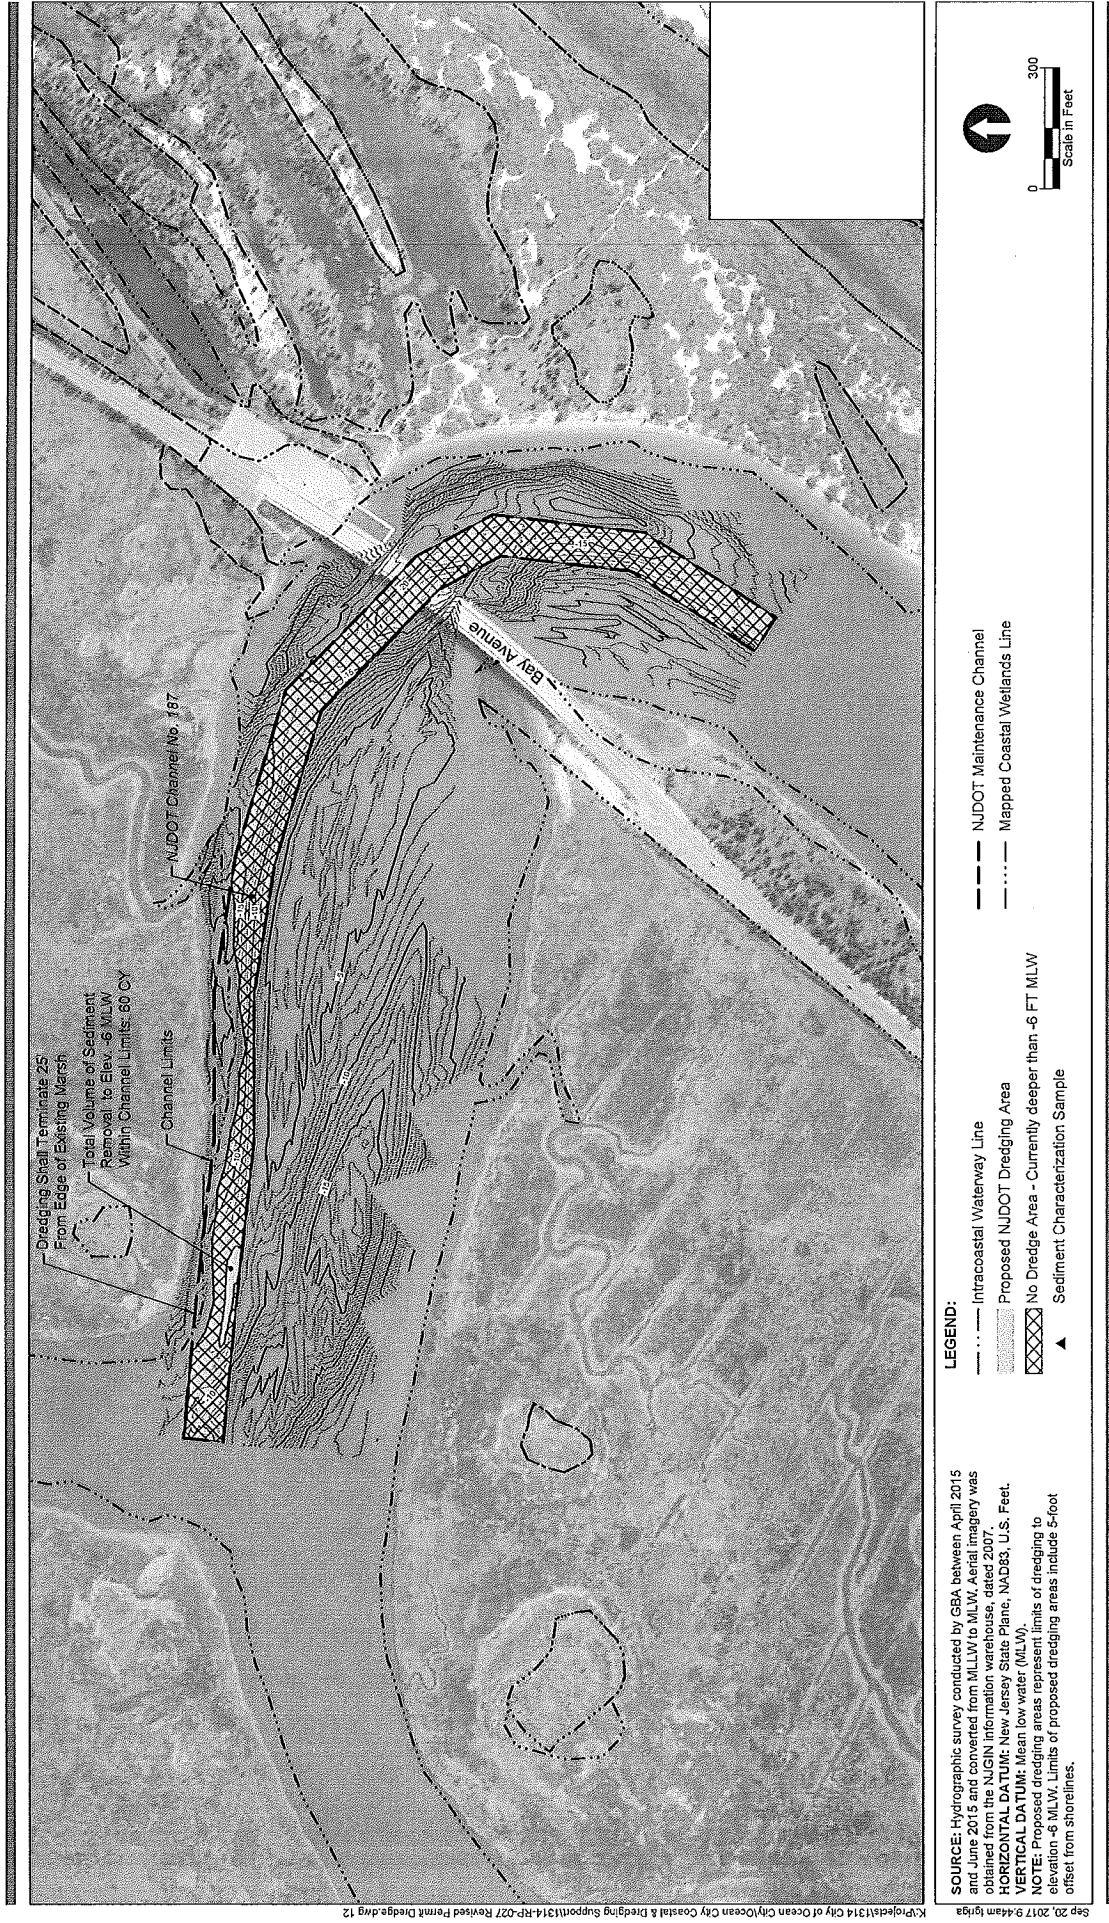 Dredging Shall Terminate 25'
From Edge of Existing Marsh
Total Volume of Sediment
Removal to Elev. -6 MLW
Within Channel Limits: 60 CY
Channel Limits
NJDOT Channel No. 187
Bay Avenue
-15
-10
SOURCE: Hydrographic survey conducted by GBA between April 2015
and June 2015 and converted from MLLW to MLW. Aerial imagery was
obtained from the NJGIN information warehouse, dated 2007.
HORIZONTAL DATUM: New Jersey State Plane, NAD83, U.S. Feet.
VERTICAL DATUM: Mean low water (MLW).
NOTE: Proposed dredging areas represent limits of dredging to
elevation -6 MLW. Limits of proposed dredging areas include 5-foot
offset from shorelines.
LEGEND:
Intracoastal Waterway Line
Proposed NJDOT Dredging Area
No Dredge Area - Currently deeper than -6 FT MLW
Sediment Characterization Sample
NJDOT Maintenance Channel
Mapped Coastal Wetlands Line
0
300
Scale in Feet
K:\Projects\1314 City of Ocean City\Ocean City Coastal & Dredging Support\1314-RP-027 Revised Permit Dredge.dwg 12
Sep 20, 2017 9:44am tgriga